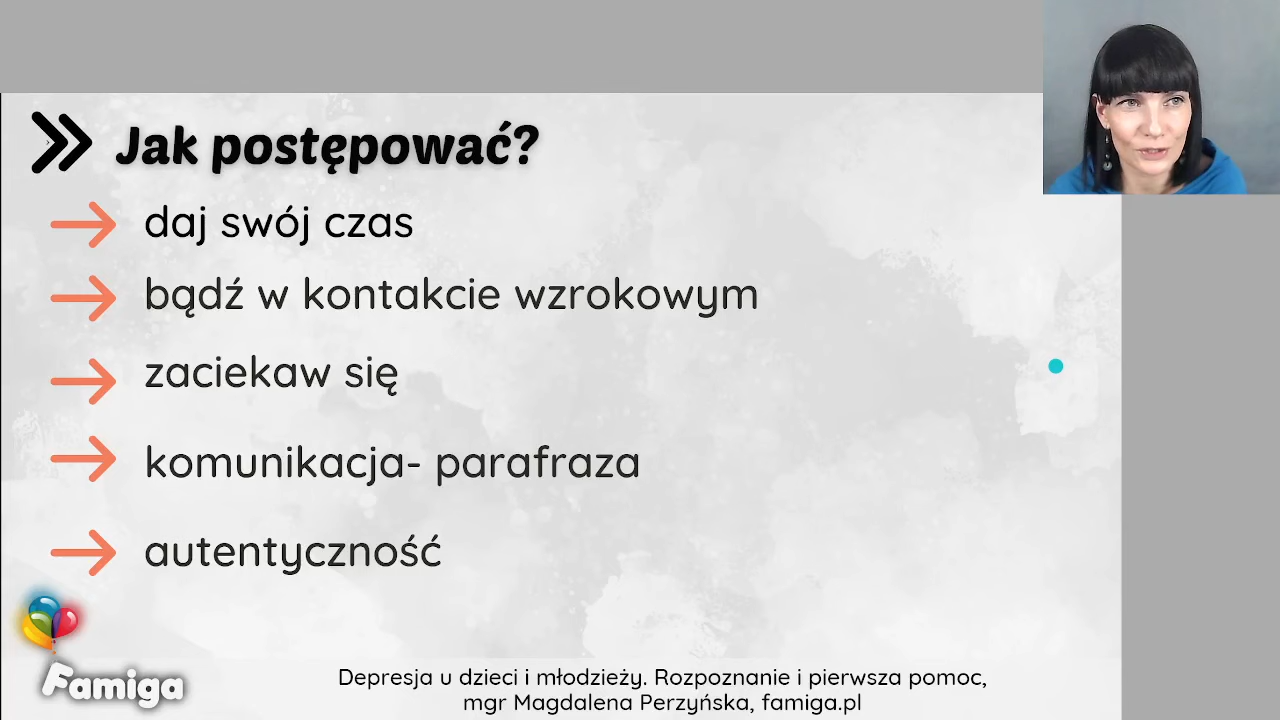 Jak postępować?
daj swój czas
bądź w kontakcie wzrokowym
zaciekaw się
komunikacja- parafraza
autentyczność
Famiga
Depresja u dzieci i młodzieży. Rozpoznanie i pierwsza pomoc,
mgr Magdalena Perzyńska, famiga.pl